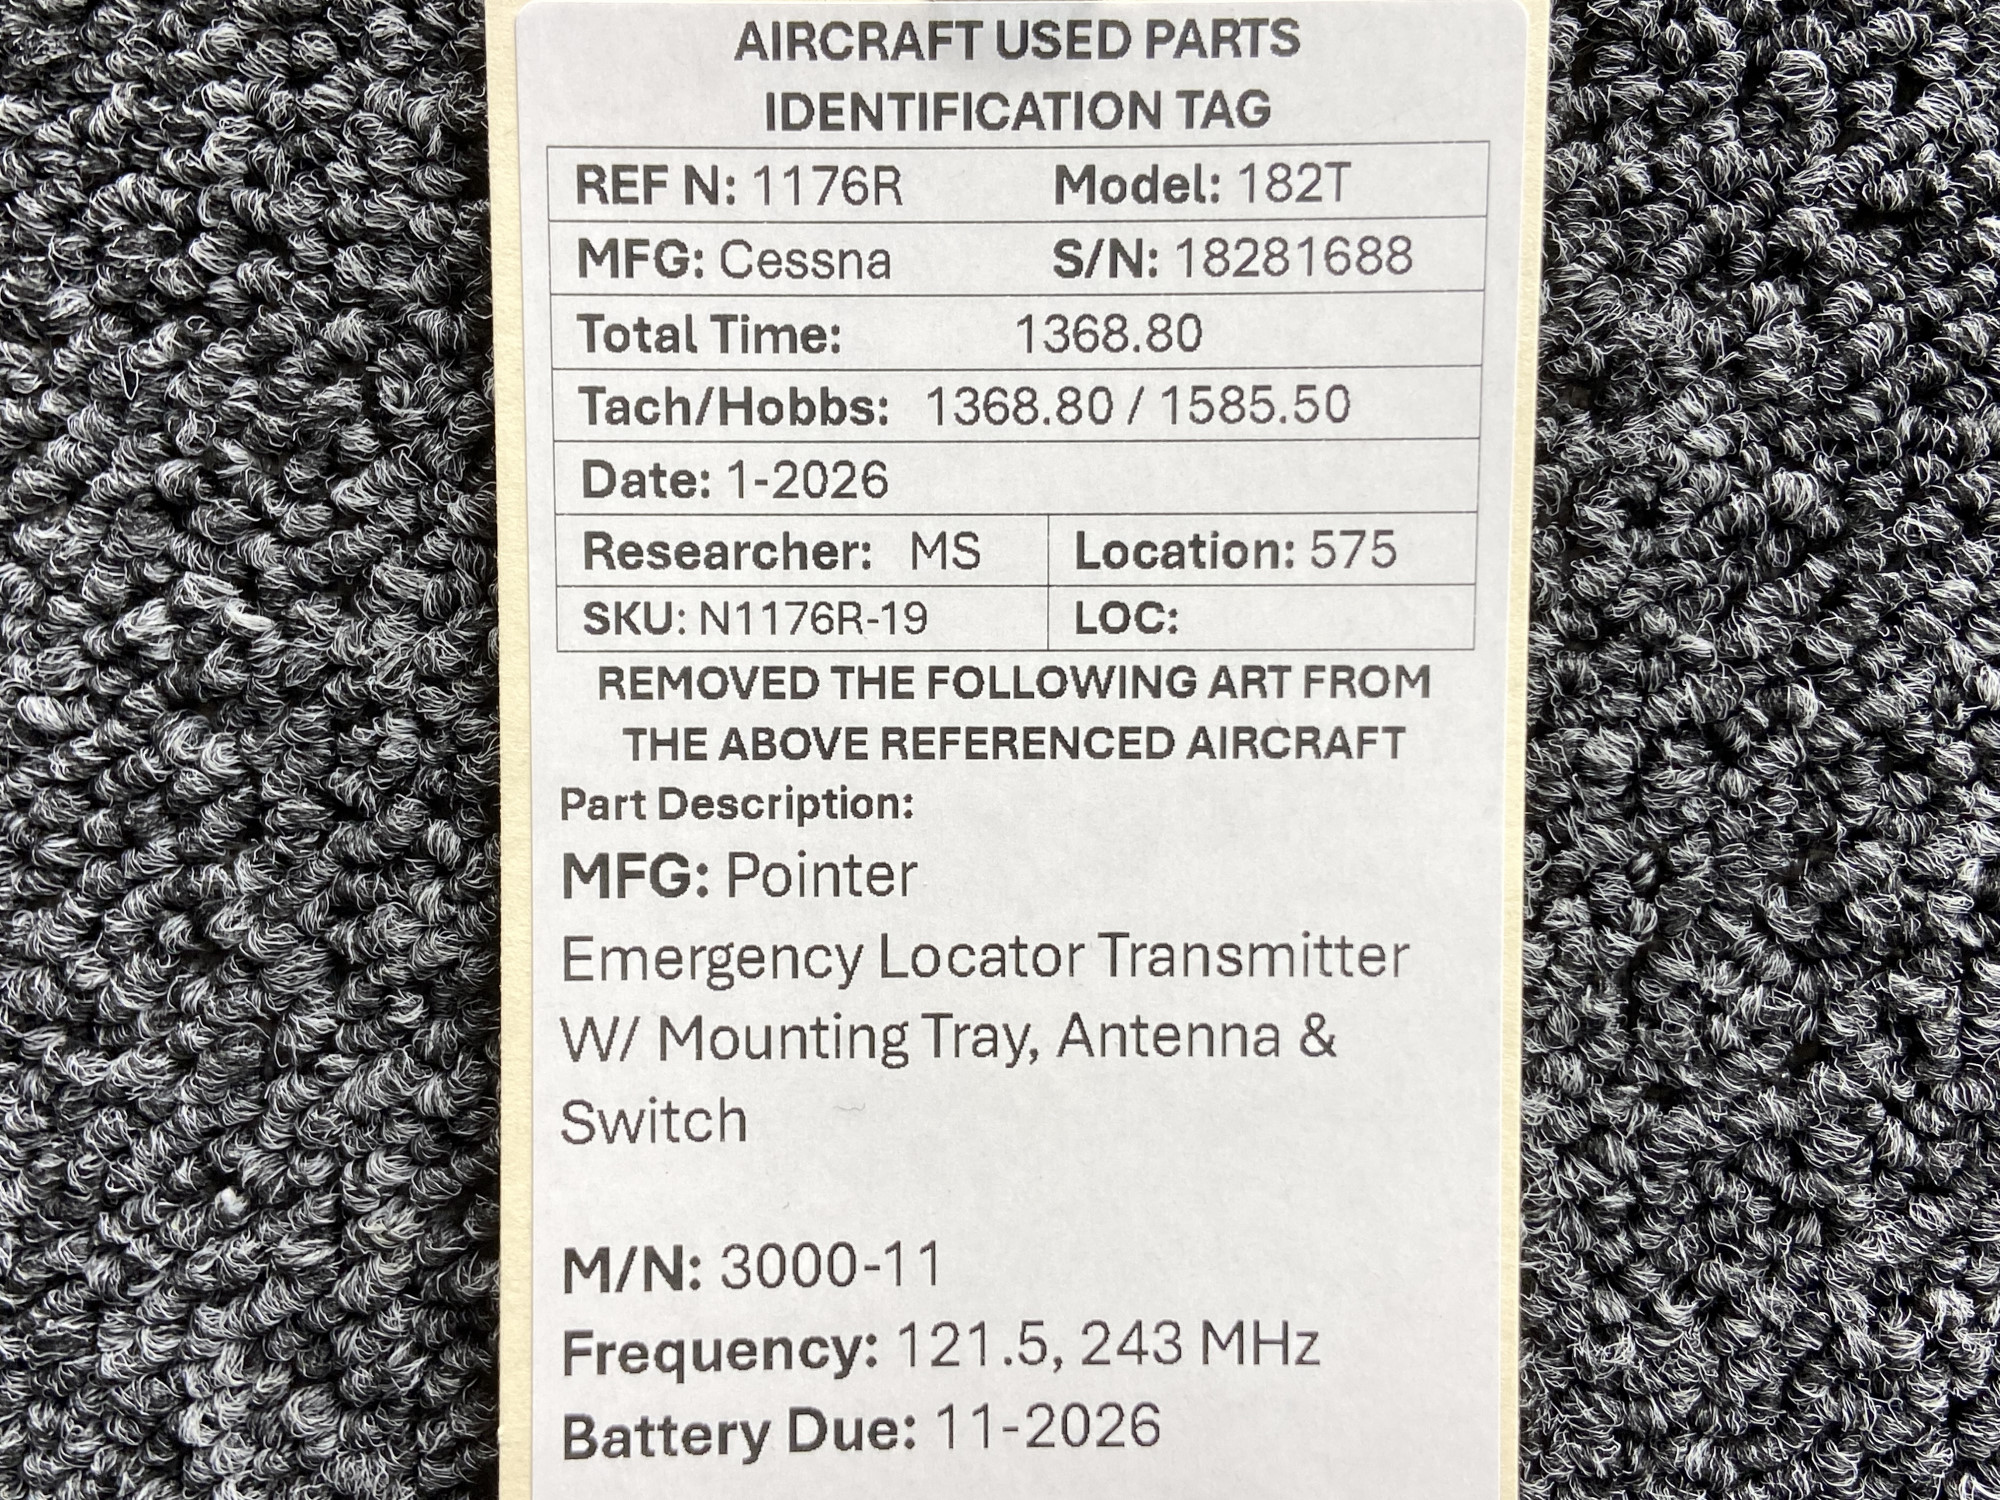 AIRCRAFT USED PARTS
IDENTIFICATION TAG
REF N: 1176R Model: 182T
MFG: Cessna S/N: 18281688
Total Time: 1368.80
Tach/Hobbs: 1368.80 / 1585.50
Date: 1-2026
Researcher: MS Location: 575
SKU: N1176R-19 LOC:
REMOVED THE FOLLOWING ART FROM
THE ABOVE REFERENCED AIRCRAFT
Part Description:
MFG: Pointer
Emergency Locator Transmitter
W/ Mounting Tray, Antenna &
Switch
M/N: 3000-11
Frequency: 121.5, 243 MHz
Battery Due: 11-2026